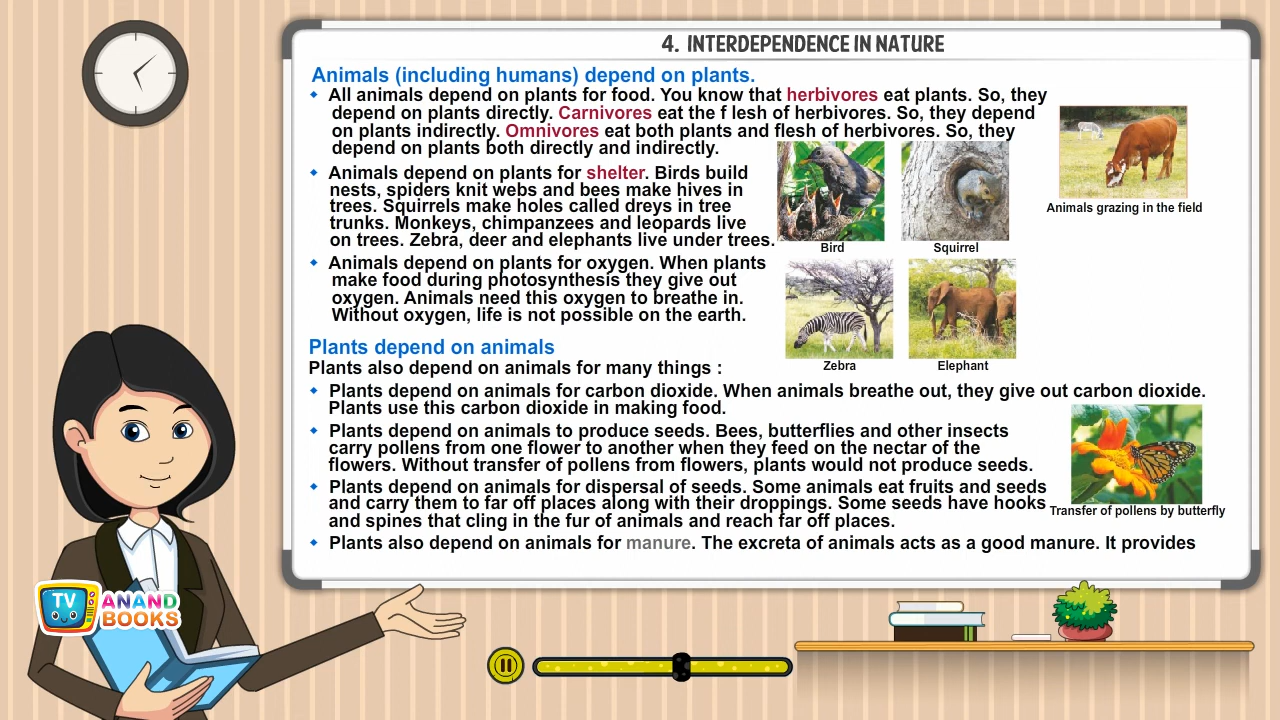 4. INTERDEPENDENCE IN NATURE
Animals (including humans) depend on plants.
All animals depend on plants for food. You know that herbivores eat plants. So, they
depend on plants directly. Carnivores eat the f lesh of herbivores. So, they depend
on plants indirectly. Omnivores eat both plants and flesh of herbivores. So, they
depend on plants both directly and indirectly.
Animals depend on plants for shelter. Birds build
nests, spiders knit webs and bees make hives in
trees. Squirrels make holes called dreys in tree
trunks. Monkeys, chimpanzees and leopards live
on trees. Zebra, deer and elephants live under trees.
Bird
Squirrel
Animals grazing in the field
Animals depend on plants for oxygen. When plants
make food during photosynthesis they give out
oxygen. Animals need this oxygen to breathe in.
Without oxygen, life is not possible on the earth.
Zebra
Elephant
Plants depend on animals
Plants also depend on animals for many things :
Plants depend on animals for carbon dioxide. When animals breathe out, they give out carbon dioxide.
Plants use this carbon dioxide in making food.
Plants depend on animals to produce seeds. Bees, butterflies and other insects
carry pollens from one flower to another when they feed on the nectar of the
flowers. Without transfer of pollens from flowers, plants would not produce seeds.
Plants depend on animals for dispersal of seeds. Some animals eat fruits and seeds
and carry them to far off places along with their droppings. Some seeds have hooks
and spines that cling in the fur of animals and reach far off places.
Transfer of pollens by butterfly
Plants also depend on animals for manure. The excreta of animals acts as a good manure. It provides
TV
ANAND
BOOKS